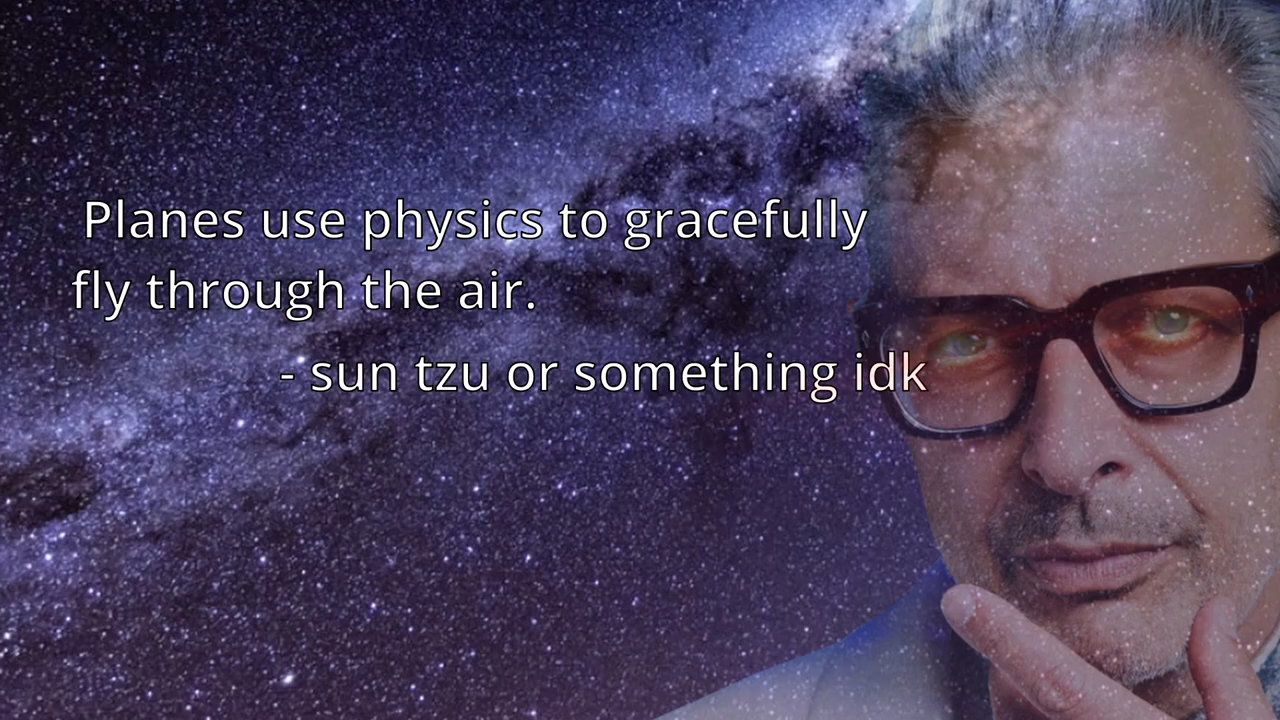 Planes use physics to gracefully
fly through the air.
- sun tzu or something idk